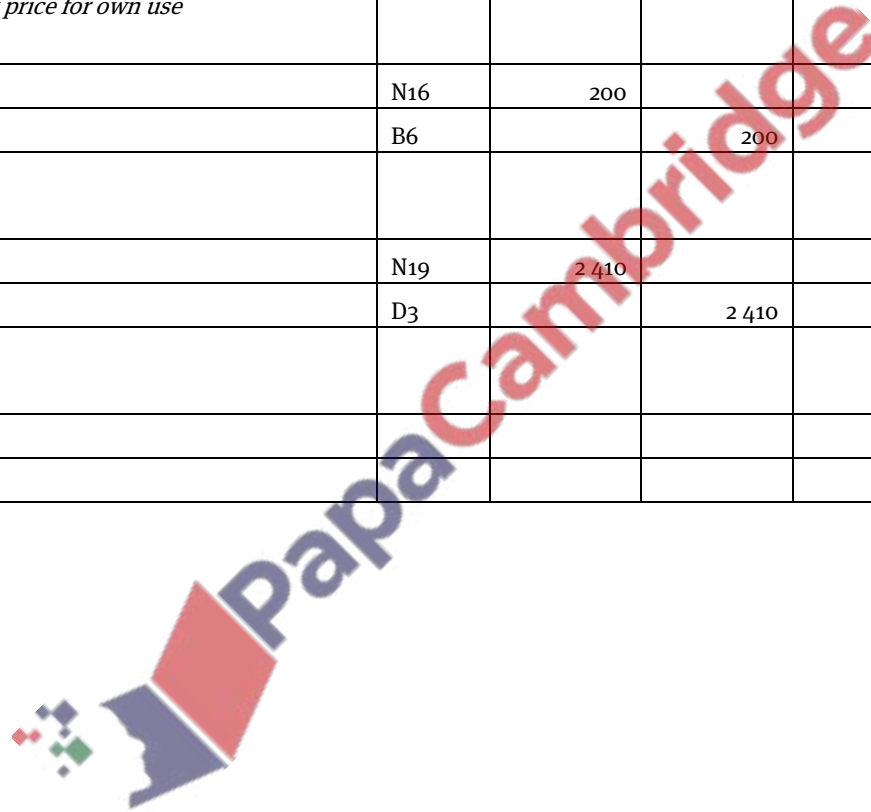 price for own use
N16 200
B6 200
N19 2 410
D3 2 410
PapaCambridge